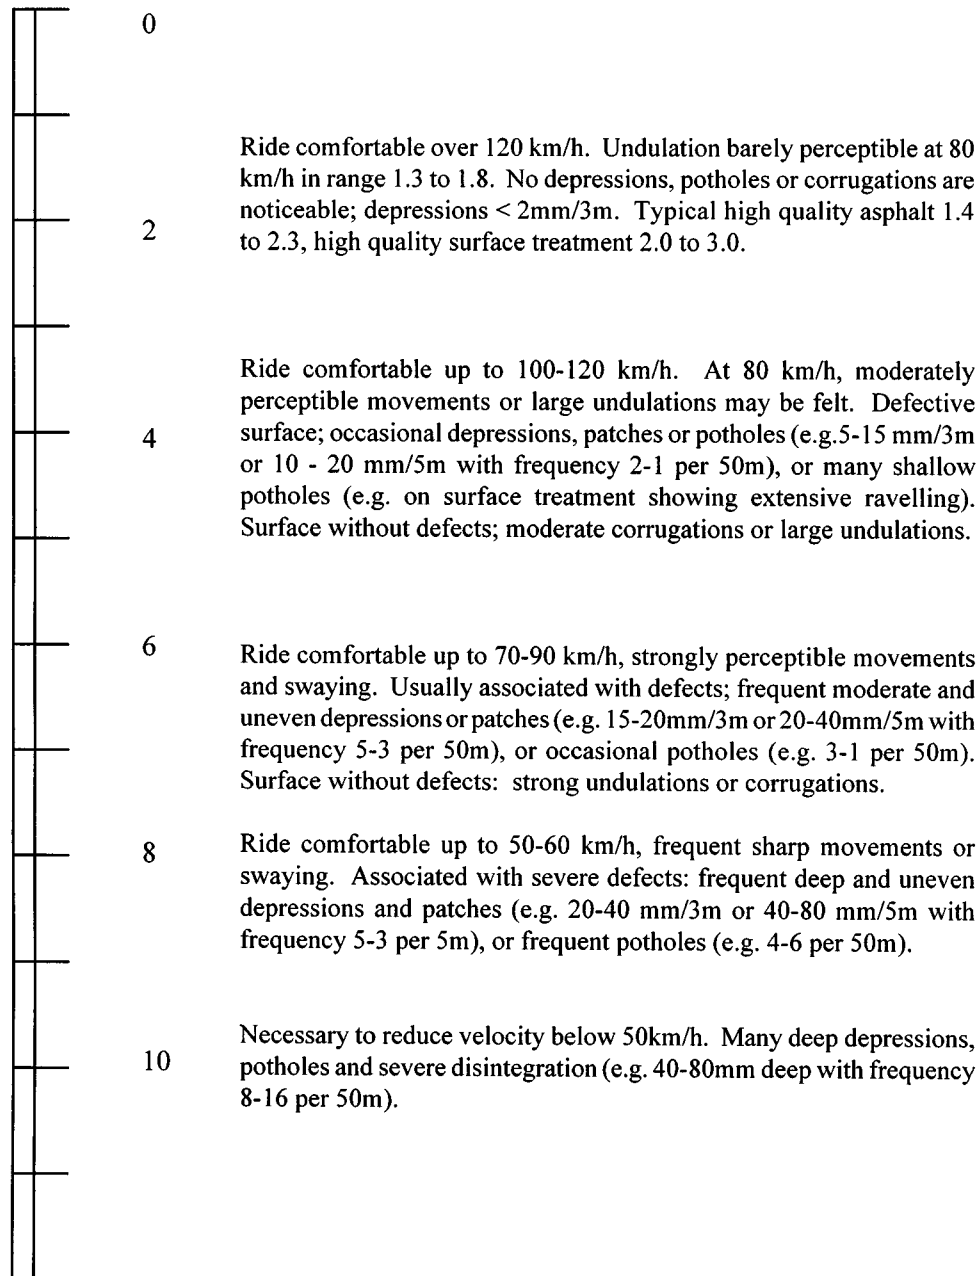 0
Ride comfortable over 120 km/h. Undulation barely perceptible at 80
km/h in range 1.3 to 1.8. No depressions, potholes or corrugations are
noticeable; depressions < 2mm/3m. Typical high quality asphalt 1.4
2
to 2.3, high quality surface treatment 2.0 to 3.0.
Ride comfortable up to 100-120 km/h. At 80 km/h, moderately
perceptible movements or large undulations may be felt. Defective
4
surface; occasional depressions, patches or potholes (e.g.5-15 mm/3m
or 10 - 20 mm/5m with frequency 2-1 per 50m), or many shallow
potholes (e.g. on surface treatment showing extensive ravelling).
Surface without defects; moderate corrugations or large undulations.
6
Ride comfortable up to 70-90 km/h, strongly perceptible movements
and swaying. Usually associated with defects; frequent moderate and
uneven depressions or patches (e.g. 15-20mm/3m or 20-40mm/5m with
frequency 5-3 per 50m), or occasional potholes (e.g. 3-1 per 50m).
Surface without defects: strong undulations or corrugations.
8
Ride comfortable up to 50-60 km/h, frequent sharp movements or
swaying. Associated with severe defects: frequent deep and uneven
depressions and patches (e.g. 20-40 mm/3m or 40-80 mm/5m with
frequency 5-3 per 5m), or frequent potholes (e.g. 4-6 per 50m).
10
Necessary to reduce velocity below 50km/h. Many deep depressions,
potholes and severe disintegration (e.g. 40-80mm deep with frequency
8-16 per 50m).